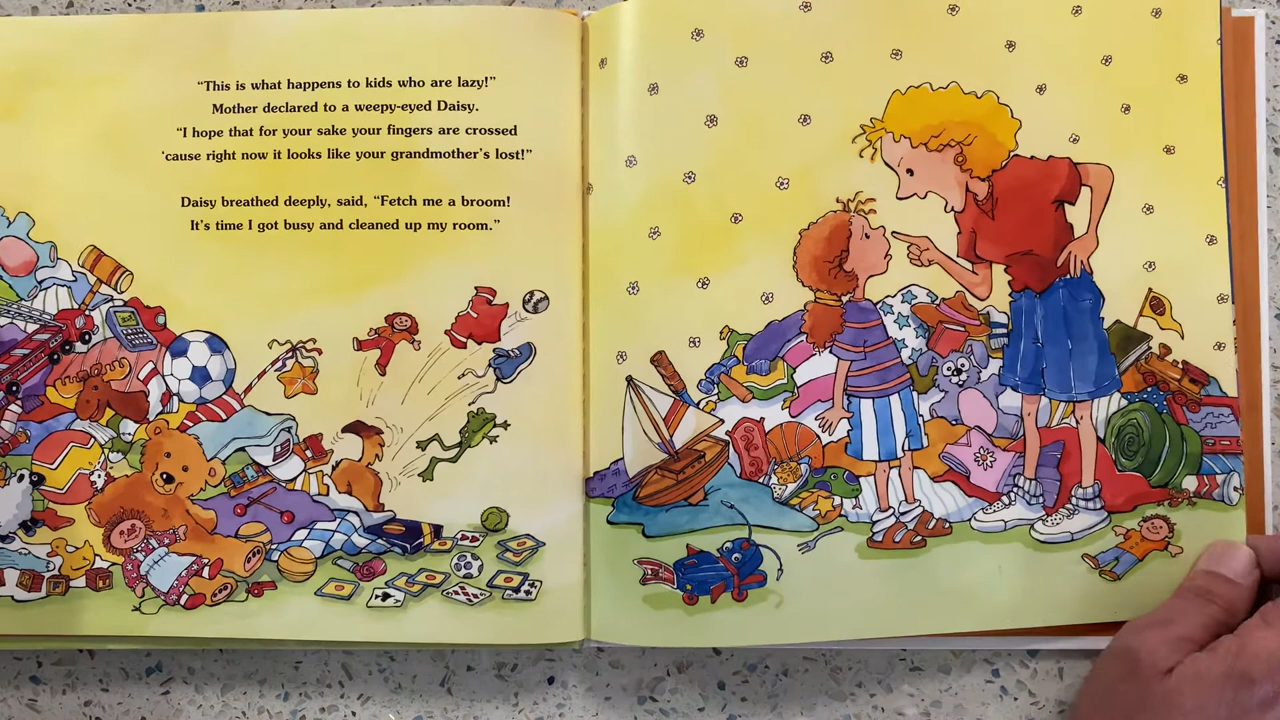 “This is what happens to kids who are lazy!”
Mother declared to a weepy-eyed Daisy.
“I hope that for your sake your fingers are crossed
‘cause right now it looks like your grandmother’s lost!”
Daisy breathed deeply, said, “Fetch me a broom!
It’s time I got busy and cleaned up my room.”